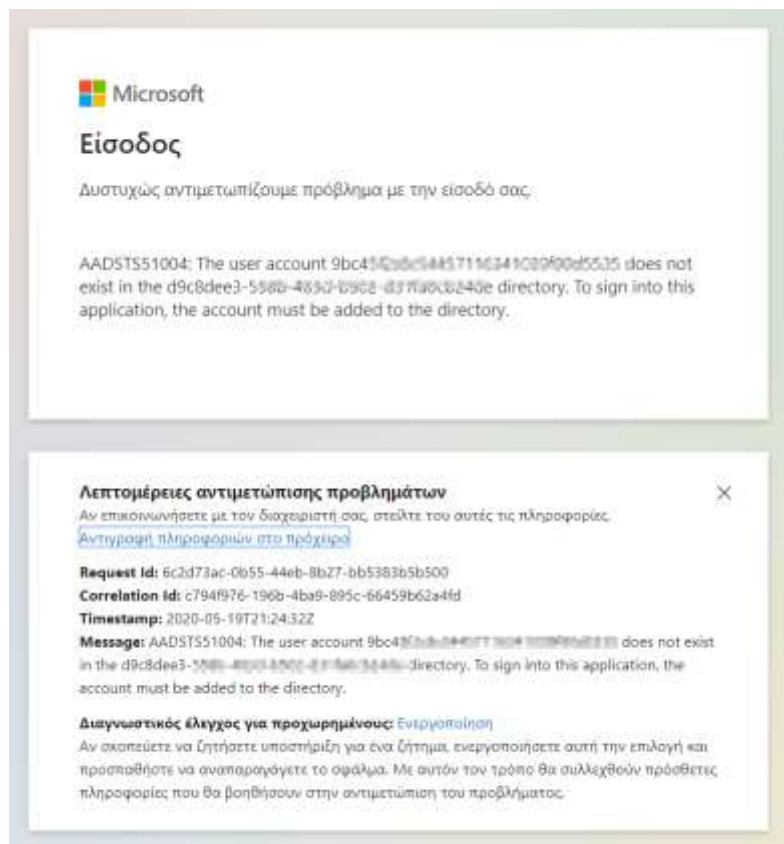 Microsoft
Είσοδος
Δυστυχώς αντιμετωπίζουμε πρόβλημα με την είσοδό σας.
AADSTS51004: The user account does not
exist in the directory. To sign into this
application, the account must be added to the directory.
Λεπτομέρειες αντιμετώπισης προβλημάτων
Αν επικοινωνήσετε με τον διαχειριστή σας, στείλτε του αυτές τις πληροφορίες.
Αντιγραφή πληροφοριών στο πρόχειρο
Request Id: 6c2d73ac-0b55-44eb-8b27-bb5383b5b500
Correlation Id: c794f976-196b-4ba9-895c-66459b62a4fd
Timestamp: 2020-05-19T21:24:32Z
Message: AADSTS51004: The user account does not exist
in the directory. To sign into this application, the
account must be added to the directory.
Διαγνωστικός έλεγχος για προχωρημένους: Ενεργοποίηση
Αν σκοπεύετε να ζητήσετε υποστήριξη για ένα ζήτημα, ενεργοποιήσετε αυτή την επιλογή και
προσπαθήστε να αναπαραγάγετε το σφάλμα. Με αυτόν τον τρόπο θα συλλεχθούν πρόσθετες
πληροφορίες που θα βοηθήσουν στην αντιμετώπιση του προβλήματος.